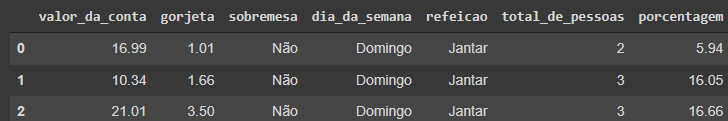 valor_da_conta gorjeta sobremesa dia_da_semana refeicao total_de_pessoas porcentagem
0 16.99 1.01 Não Domingo Jantar 2 5.94
1 10.34 1.66 Não Domingo Jantar 3 16.05
2 21.01 3.50 Não Domingo Jantar 3 16.66